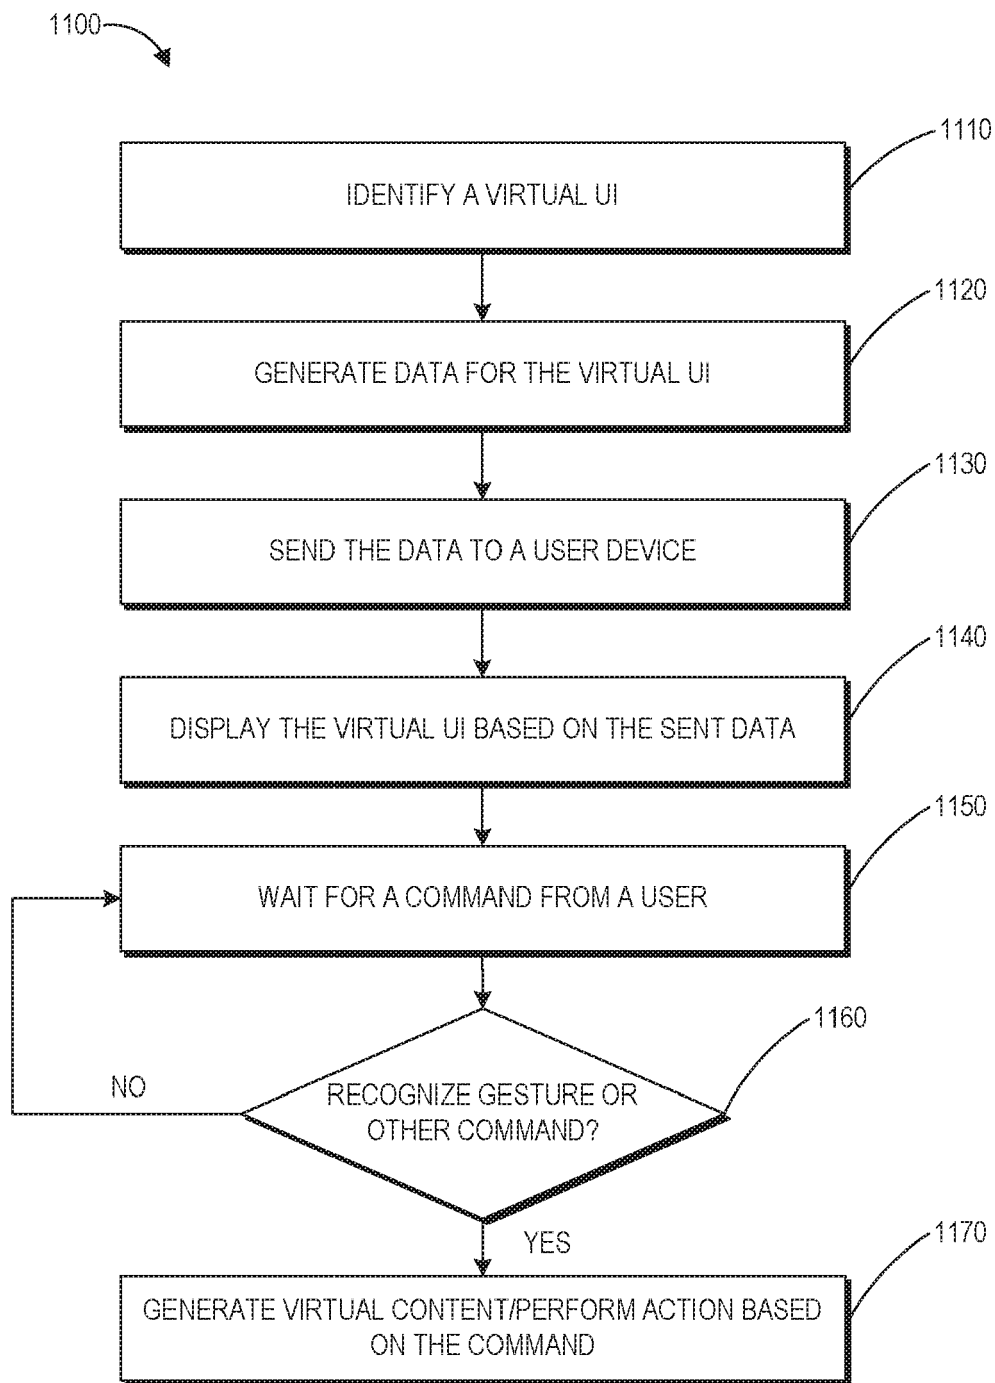 1100
1110
IDENTIFY A VIRTUAL UI
1120
GENERATE DATA FOR THE VIRTUAL UI
1130
SEND THE DATA TO A USER DEVICE
1140
DISPLAY THE VIRTUAL UI BASED ON THE SENT DATA
1150
WAIT FOR A COMMAND FROM A USER
1160
RECOGNIZE GESTURE OR
OTHER COMMAND?
NO
YES
1170
GENERATE VIRTUAL CONTENT/PERFORM ACTION BASED
ON THE COMMAND